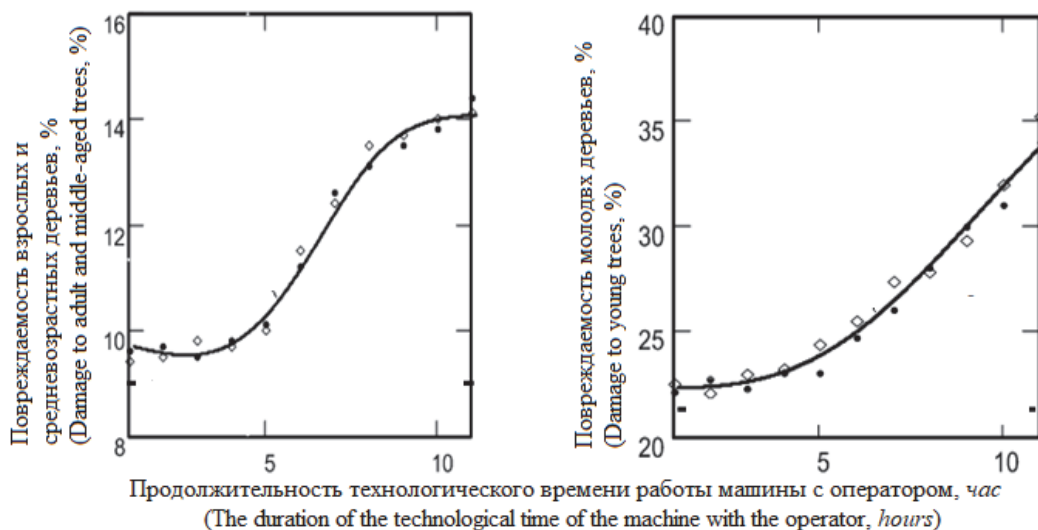 Повреждаемость взрослых и
средневозрастных деревьев, %
(Damage to adult and middle-aged trees, %)
16
14
12
10
8
5
10
Повреждаемость молодвх деревьев, %
(Damage to young trees, %)
40
35
30
25
20
5
10
Продолжительность технологического времени работы машины с оператором, час
(The duration of the technological time of the machine with the operator, hours)